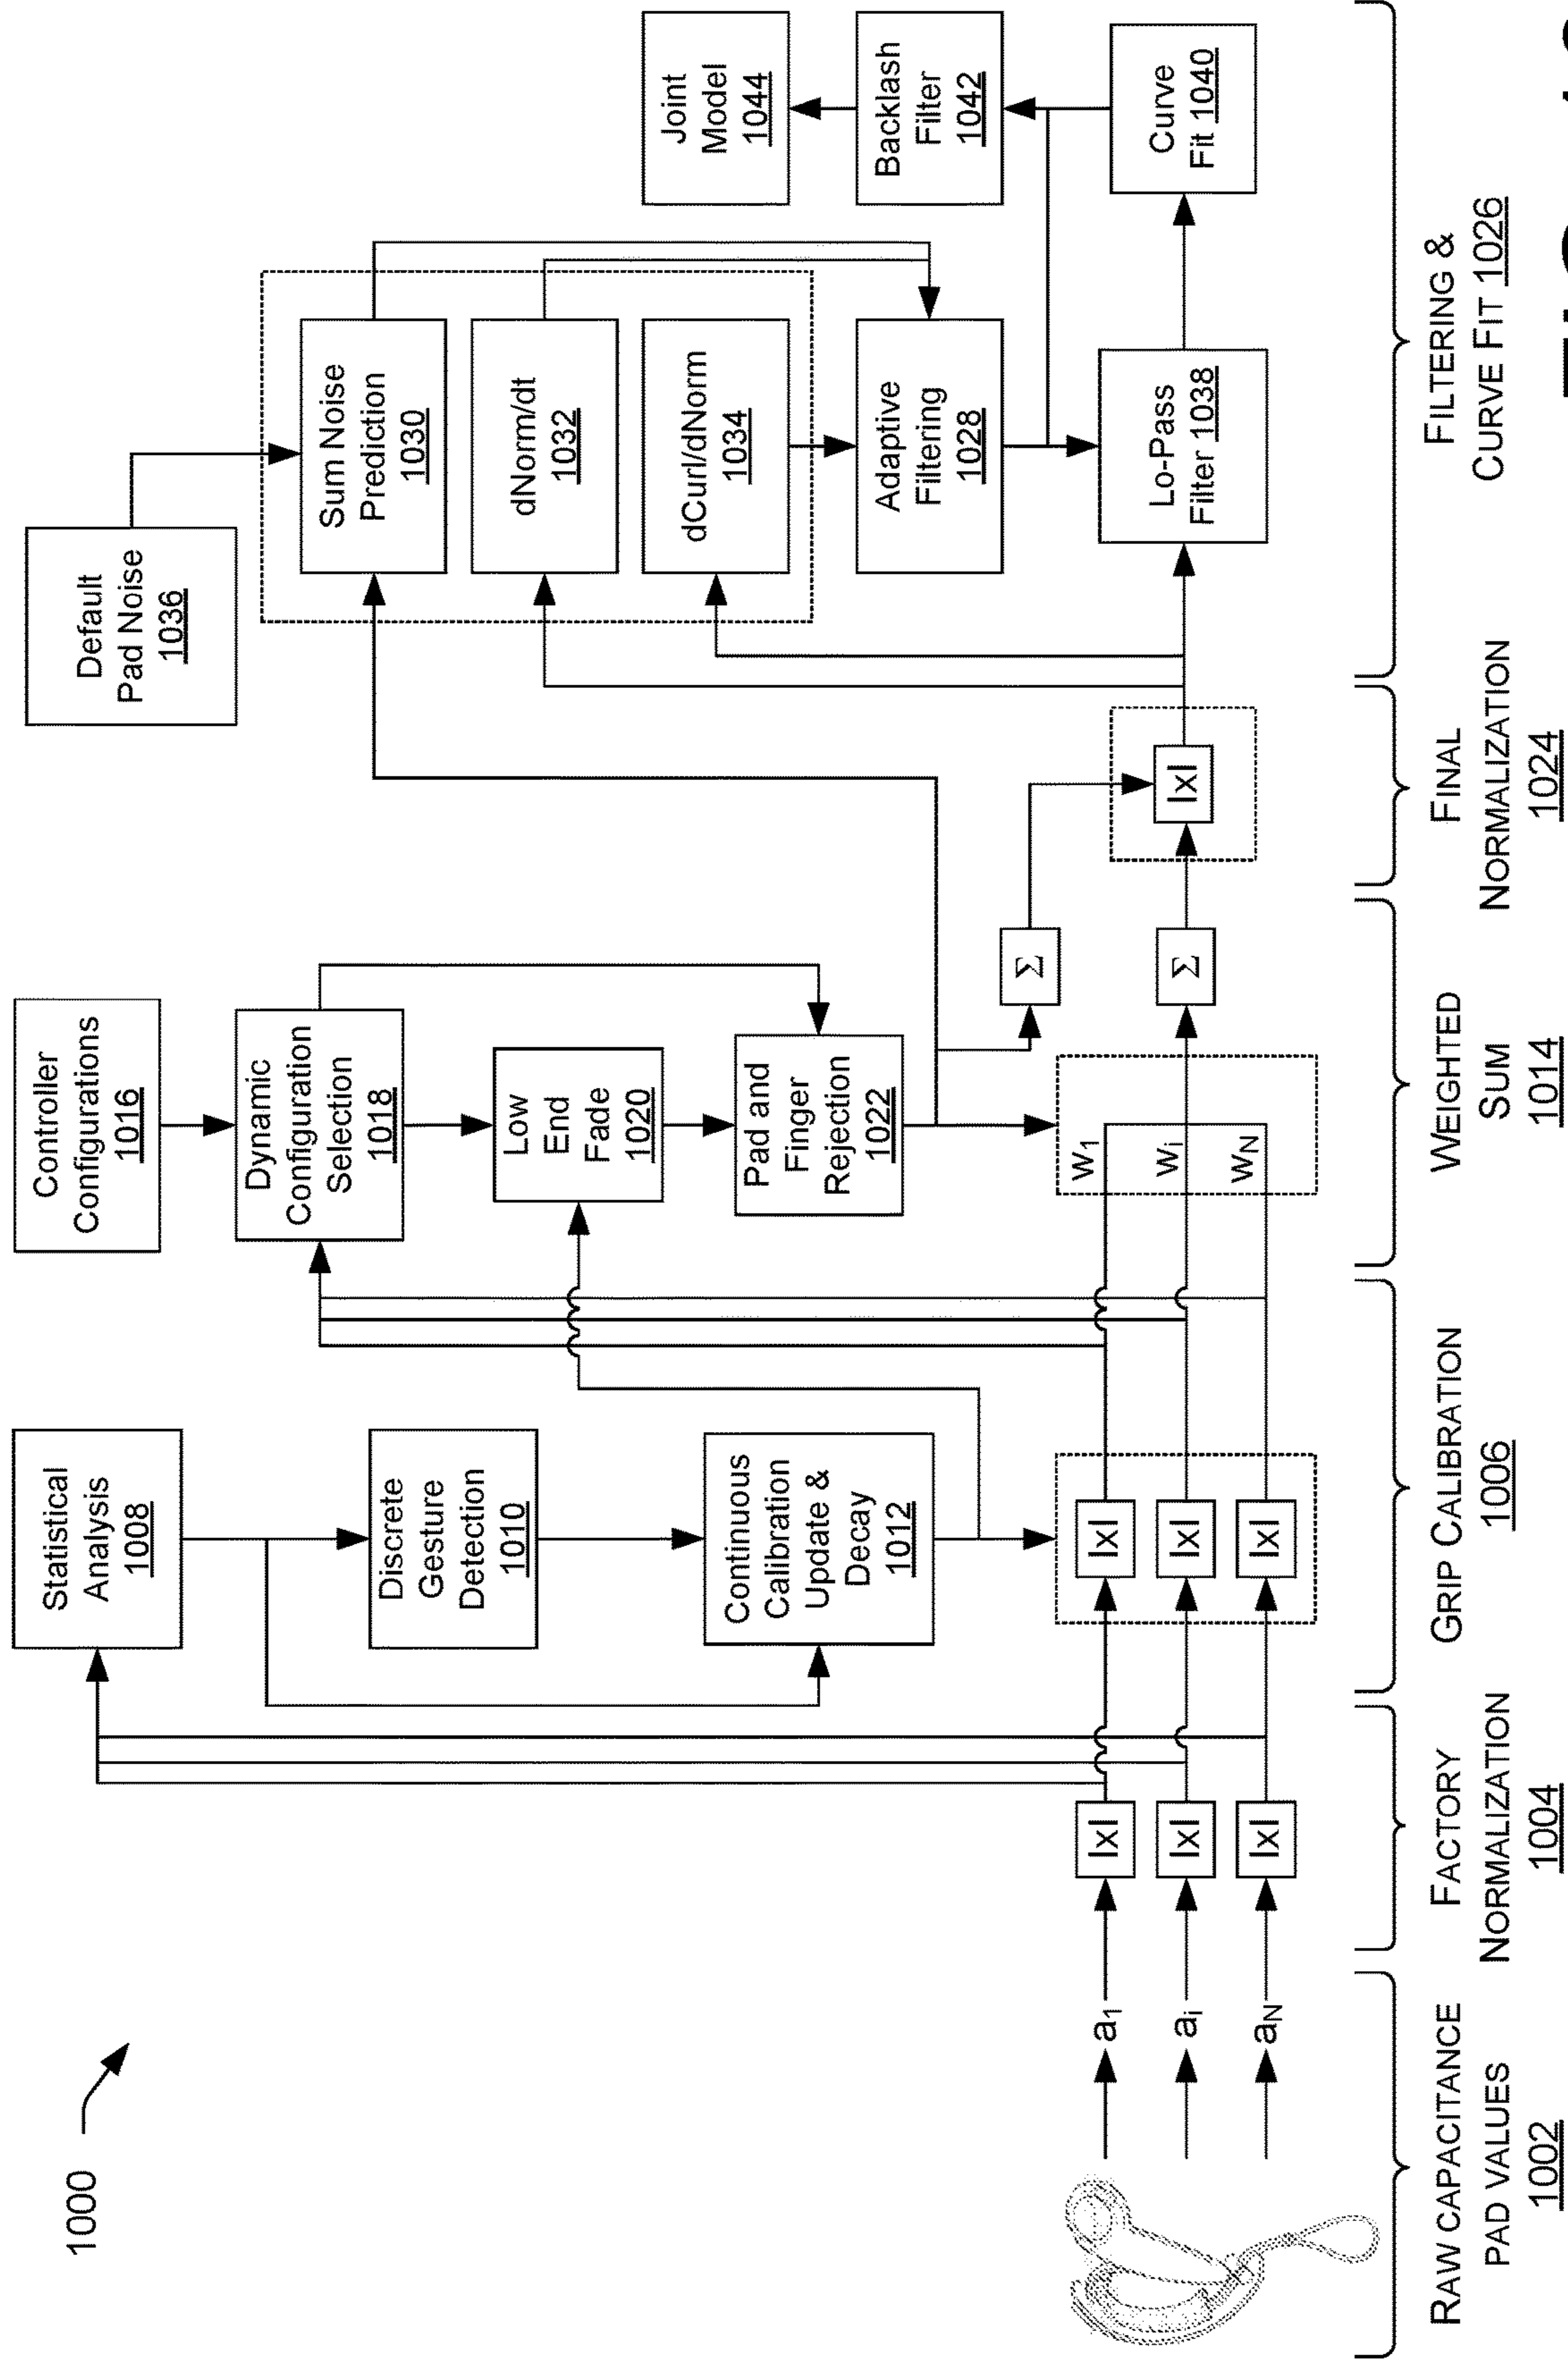 1000
Statistical
Analysis
1008
Discrete
Gesture
Detection
1010
Continuous
Calibration
Update &
Decay
1012
Controller
Configurations
1016
Dynamic
Configuration
Selection
1018
Low
End
Fade
1020
Pad and
Finger
Rejection
1022
Default
Pad Noise
1036
Sum Noise
Prediction
1030
dNorm/dt
1032
dCurl/dNorm
1034
Adaptive
Filtering
1028
Lo-Pass
Filter 1038
Joint
Model
1044
Backlash
Filter
1042
Curve
Fit 1040
a1
ai
aN
|x|
|x|
|x|
|x|
|x|
|x|
w1
wi
wN
Σ
Σ
|x|
RAW CAPACITANCE
PAD VALUES
1002
FACTORY
NORMALIZATION
1004
GRIP CALIBRATION
1006
WEIGHTED
SUM
1014
FINAL
NORMALIZATION
1024
FILTERING &
CURVE FIT 1026